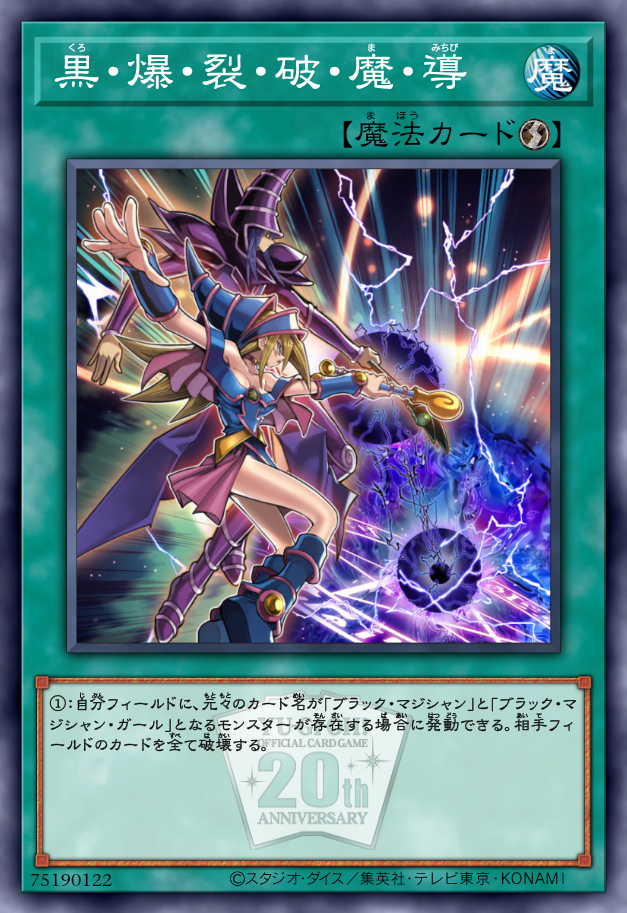 黒・爆・裂・破・魔・導
魔
【魔法カード】
①：自分フィールドに、元々のカード名が「ブラック・マジシャン」と「ブラック・マ
ジシャン・ガール」となるモンスターが存在する場合に発動できる。相手フィ
ールドのカードを全て破壊する。
YU-GI-OH!
OFFICIAL CARD GAME
20th
ANNIVERSARY
75190122
©スタジオ・ダイス／集英社・テレビ東京・KONAMI